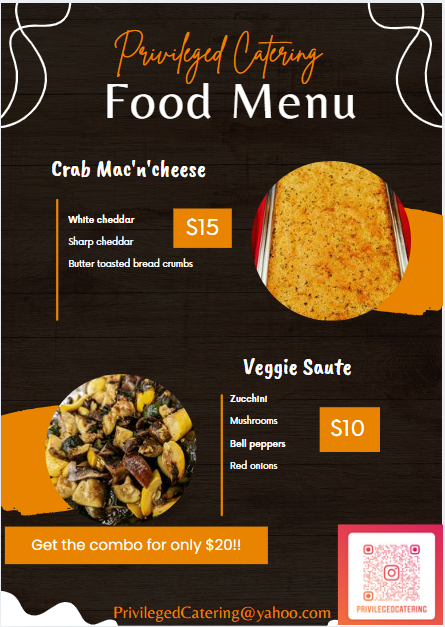 Privileged Catering
Food Menu
Crab Mac'n'cheese
White cheddar
Sharp cheddar
Butter toasted bread crumbs
$15
Veggie Saute
Zucchini
Mushrooms
Bell peppers
Red onions
$10
Get the combo for only $20!!
PRIVILEGEDCATERING
PrivilegedCatering@yahoo.com